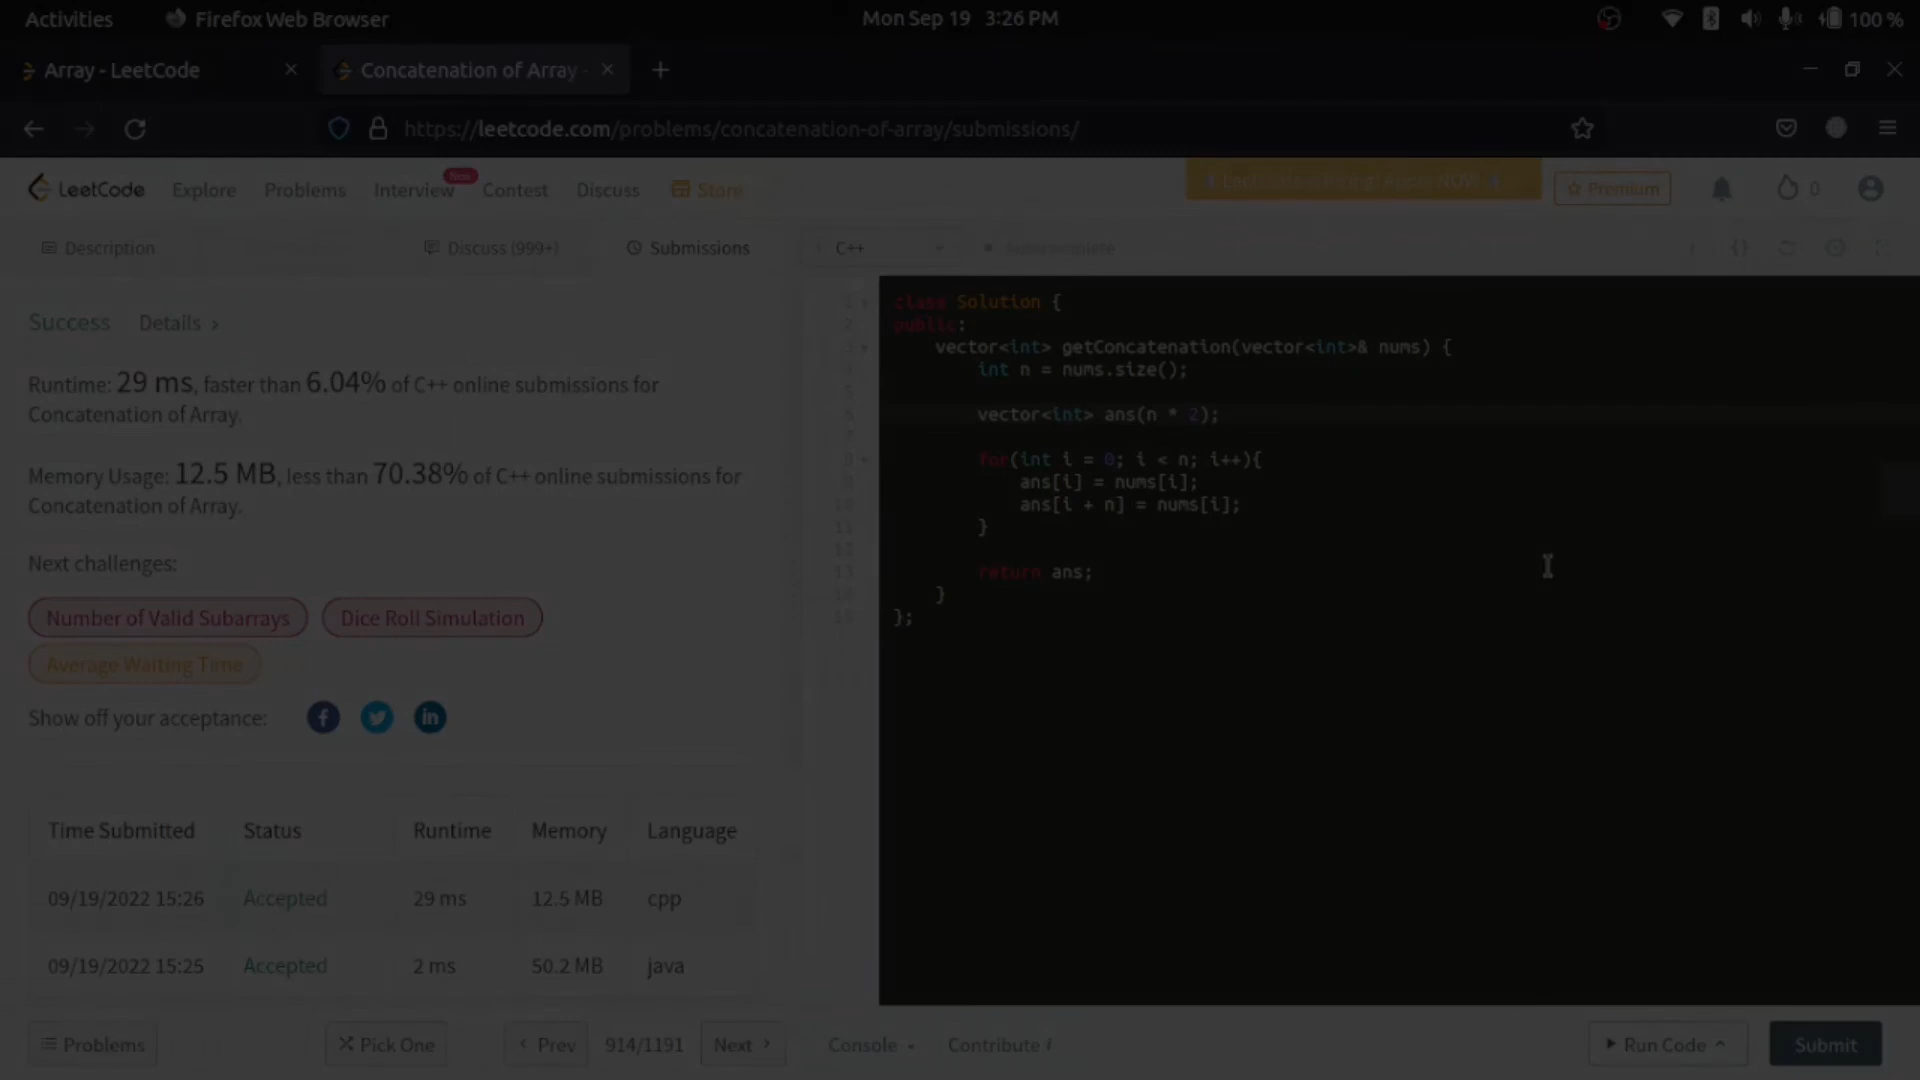 Activities
Firefox Web Browser
Mon Sep 19 3:26 PM
100 %
Array - LeetCode
Concatenation of Array -
https://leetcode.com/problems/concatenation-of-array/submissions/
LeetCode
Explore
Problems
Interview
New
Contest
Discuss
Store
Premium
0
Description
Discuss (999+)
Submissions
C++
Autocomplete
Success
Details >
Runtime: 29 ms, faster than 6.04% of C++ online submissions for
Concatenation of Array.
Memory Usage: 12.5 MB, less than 70.38% of C++ online submissions for
Concatenation of Array.
Next challenges:
Number of Valid Subarrays
Dice Roll Simulation
Average Waiting Time
Show off your acceptance:
Time Submitted Status Runtime Memory Language
09/19/2022 15:26 Accepted 29 ms 12.5 MB cpp
09/19/2022 15:25 Accepted 2 ms 50.2 MB java
class Solution {
public:
vector<int> getConcatenation(vector<int>& nums) {
int n = nums.size();
vector<int> ans(n * 2);
for(int i = 0; i < n; i++){
ans[i] = nums[i];
ans[i + n] = nums[i];
}
return ans;
}
};
Problems
Pick One
Prev
914/1191
Next
Console
Contribute
Run Code
Submit